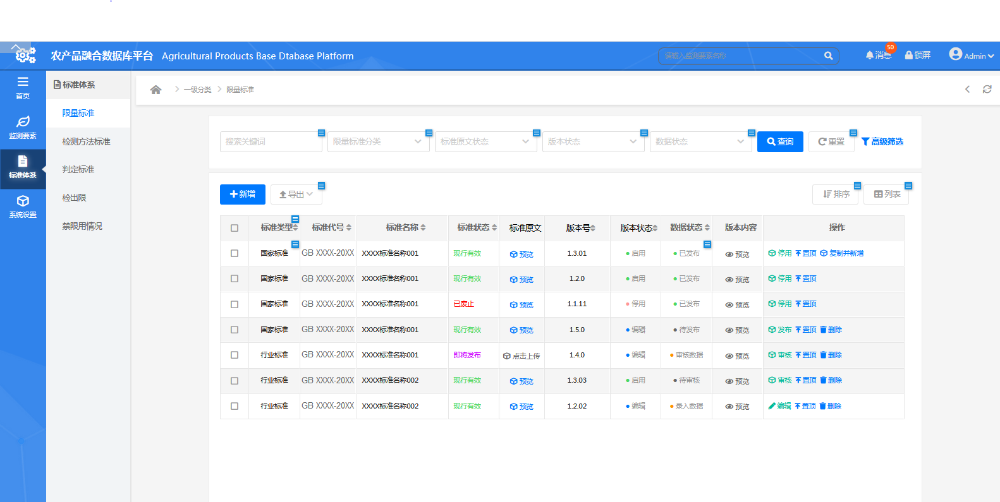 农产品融合数据库平台 Agricultural Products Base Dtabase Platform
请输入监测要素名称
消息 50 锁屏 Admin
首页
监测要素
标准体系
系统设置
标准体系
限量标准
检测方法标准
判定标准
检出限
禁限用情况
一级分类 限量标准
搜索关键词 限量标准分类 标准原文状态 版本状态 数据状态 查询 重置 高级筛选
新增 导出 排序 列表
标准类型 标准代号 标准名称 标准状态 标准原文 版本号 版本状态 数据状态 版本内容 操作
国家标准 GB XXXX-20XX XXXX标准名称001 现行有效 预览 1.3.01 启用 已发布 预览 停用 置顶 复制并新增
国家标准 GB XXXX-20XX XXXX标准名称001 现行有效 预览 1.2.0 启用 已发布 预览 停用 置顶
国家标准 GB XXXX-20XX XXXX标准名称001 已废止 预览 1.1.11 停用 已发布 预览 停用 置顶
国家标准 GB XXXX-20XX XXXX标准名称001 现行有效 预览 1.5.0 编辑 待发布 预览 发布 置顶 删除
行业标准 GB XXXX-20XX XXXX标准名称001 即将发布 点击上传 1.4.0 编辑 审核数据 预览 审核 置顶 删除
行业标准 GB XXXX-20XX XXXX标准名称002 现行有效 预览 1.3.03 启用 待审核 预览 审核 置顶 删除
行业标准 GB XXXX-20XX XXXX标准名称002 现行有效 预览 1.2.02 编辑 录入数据 预览 编辑 置顶 删除